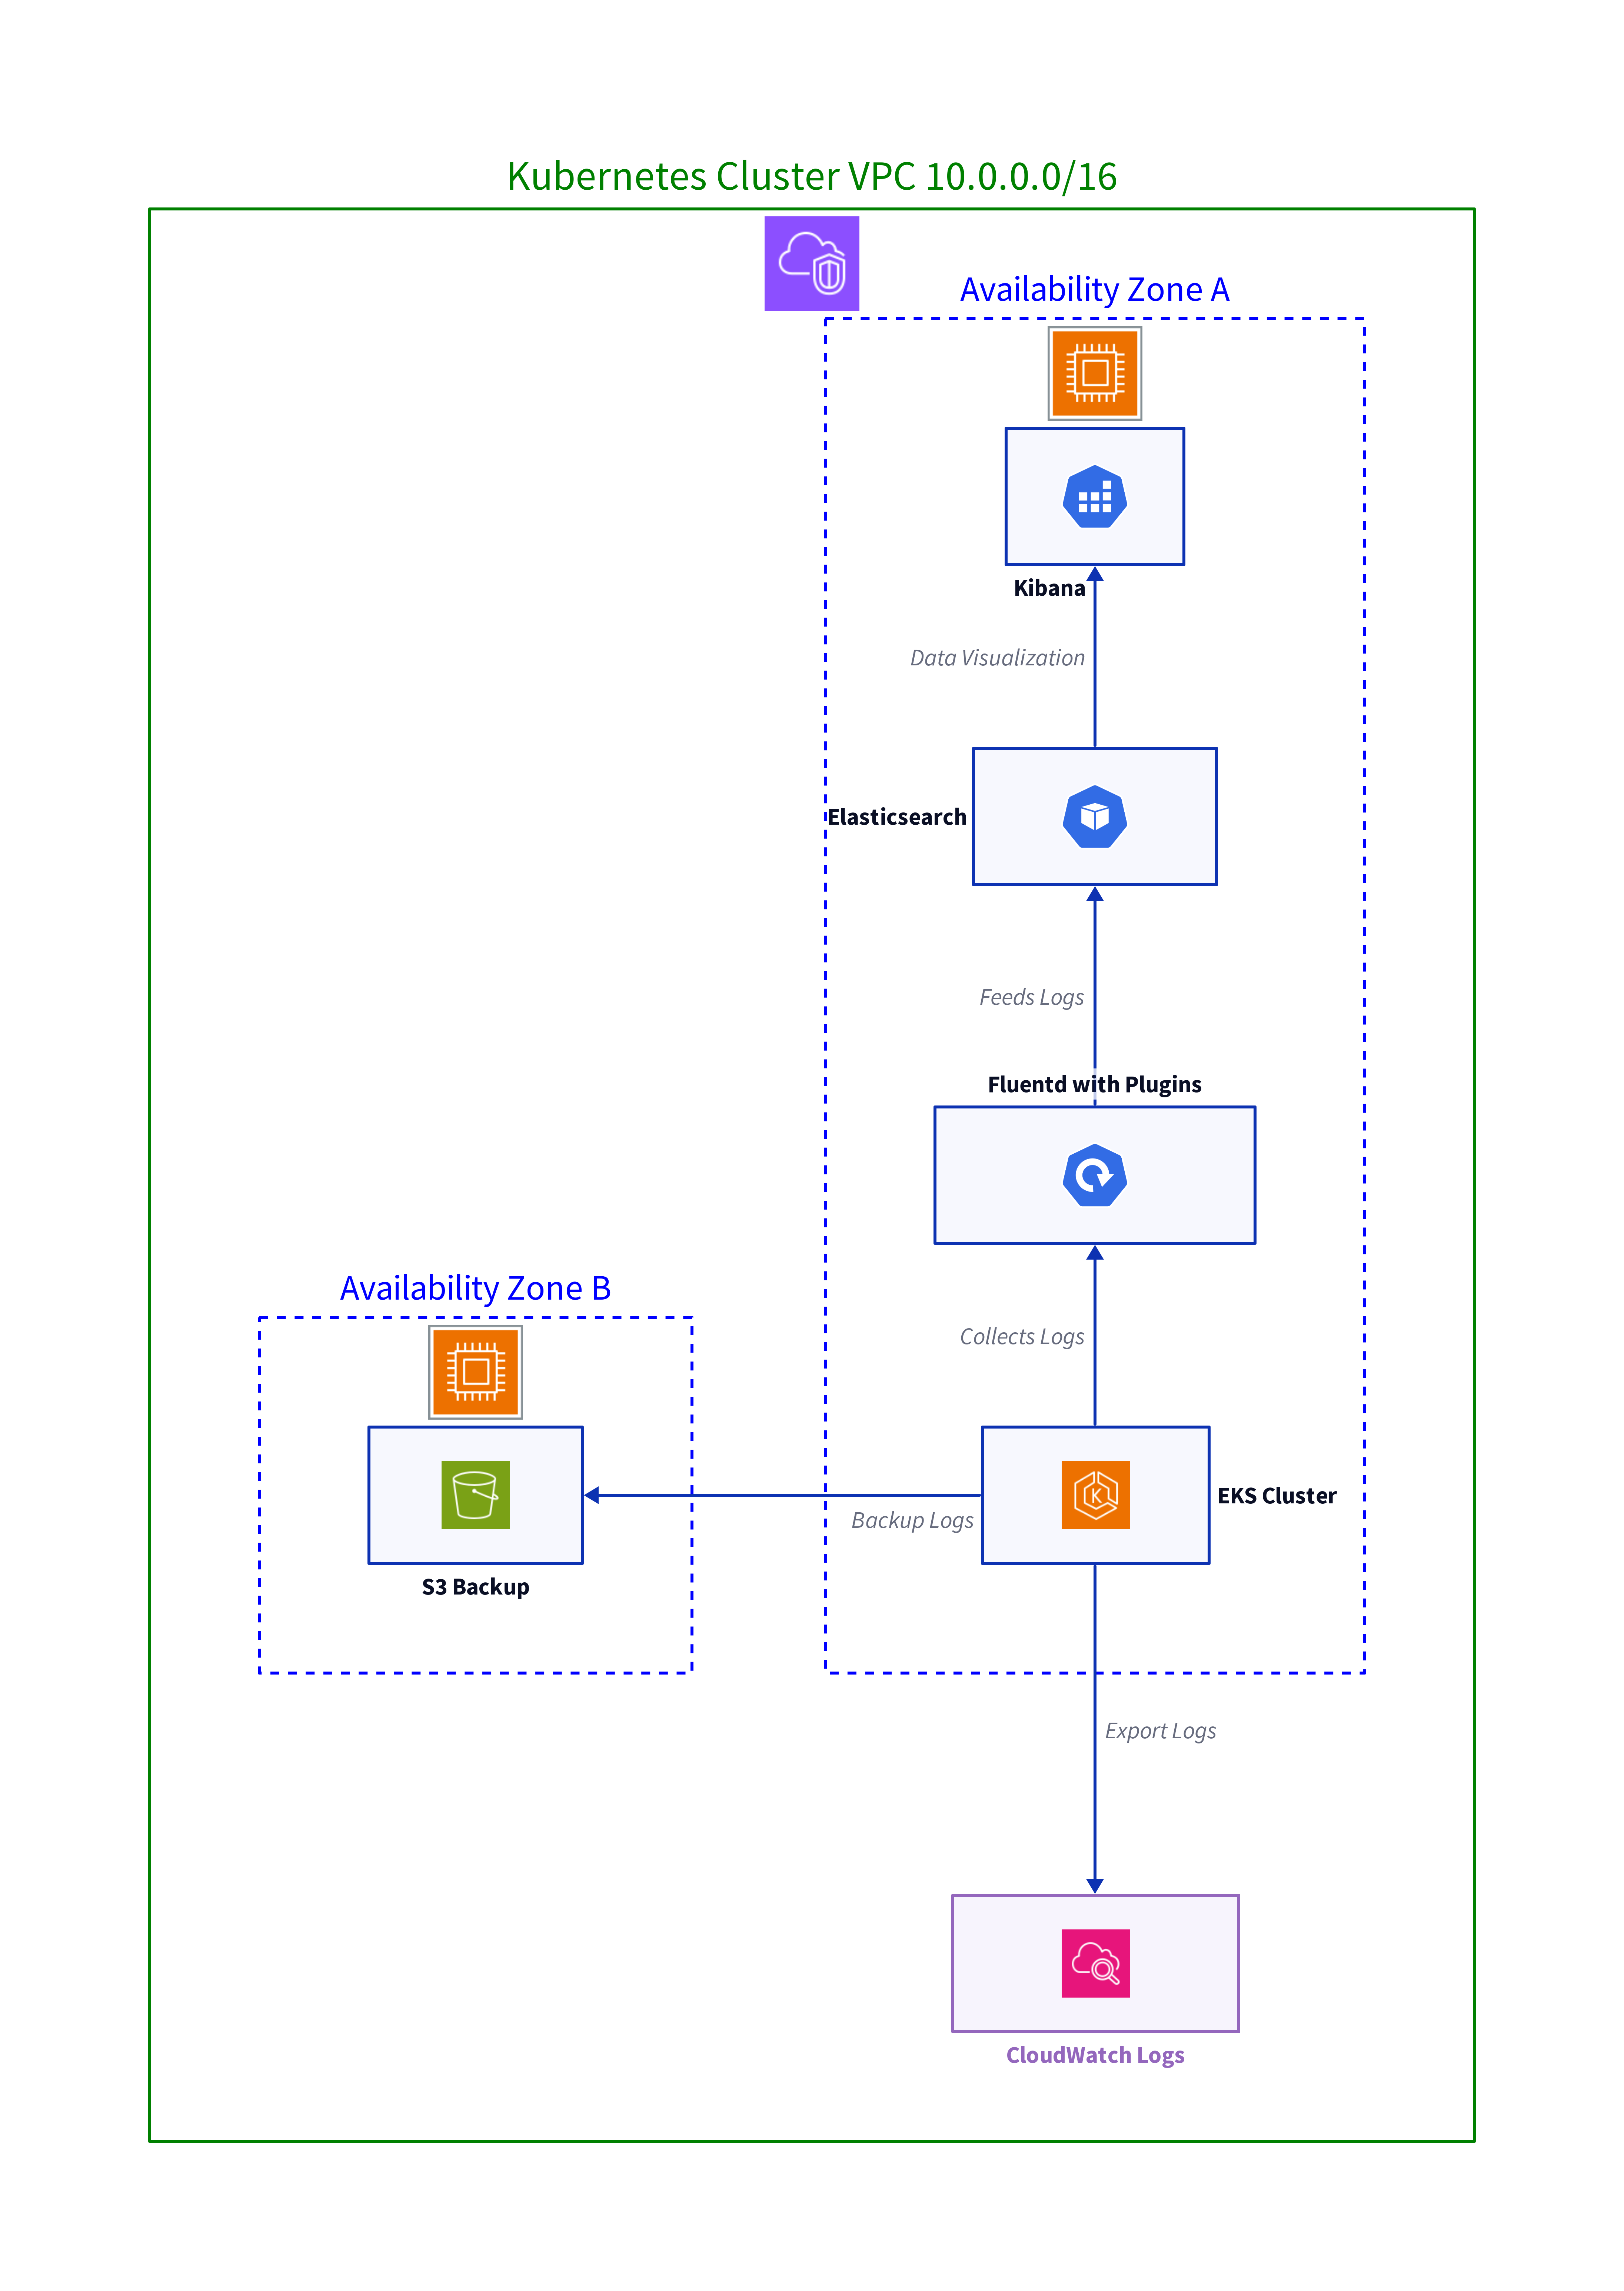 Kubernetes Cluster VPC 10.0.0.0/16
Availability Zone A
Kibana
Data Visualization
Elasticsearch
Feeds Logs
Fluentd with Plugins
Availability Zone B
Collects Logs
EKS Cluster
Backup Logs
S3 Backup
Export Logs
CloudWatch Logs